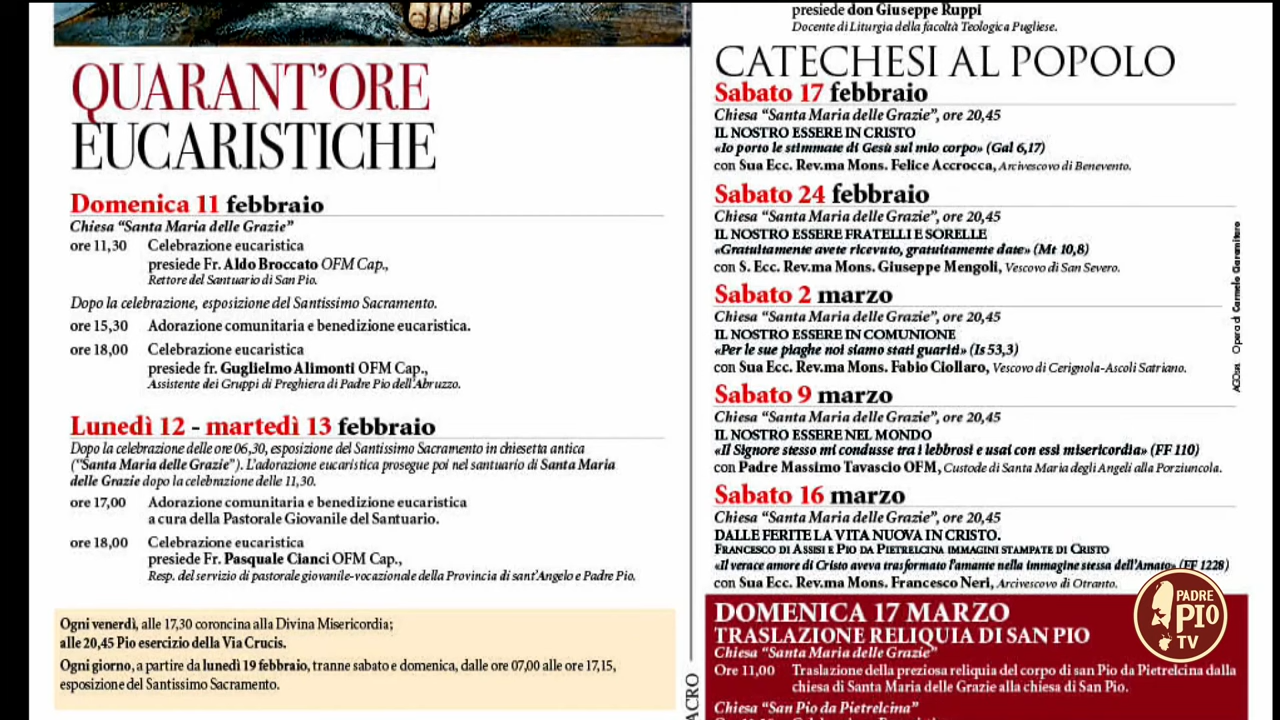 QUARANT'ORE
EUCARISTICHE
Domenica 11 febbraio
Chiesa “Santa Maria delle Grazie”
ore 11,30 Celebrazione eucaristica
presiede Fr. Aldo Broccato OFM Cap.,
Rettore del Santuario di San Pio.
Dopo la celebrazione, esposizione del Santissimo Sacramento.
ore 15,30 Adorazione comunitaria e benedizione eucaristica.
ore 18,00 Celebrazione eucaristica
presiede fr. Guglielmo Alimonti OFM Cap.,
Assistente dei Gruppi di Preghiera di Padre Pio dell'Abruzzo.
Lunedì 12 - martedì 13 febbraio
Dopo la celebrazione delle ore 06,30, esposizione del Santissimo Sacramento in chiesetta antica
(“Santa Maria delle Grazie”). L'adorazione eucaristica prosegue poi nel santuario di Santa Maria
delle Grazie dopo la celebrazione delle 11,30.
ore 17,00 Adorazione comunitaria e benedizione eucaristica
a cura della Pastorale Giovanile del Santuario.
ore 18,00 Celebrazione eucaristica
presiede Fr. Pasquale Cianci OFM Cap.,
Resp. del servizio di pastorale giovanile-vocazionale della Provincia di sant'Angelo e Padre Pio.
Ogni venerdì, alle 17,30 coroncina alla Divina Misericordia;
alle 20,45 Pio esercizio della Via Crucis.
Ogni giorno, a partire da lunedì 19 febbraio, tranne sabato e domenica, dalle ore 07,00 alle ore 17,15,
esposizione del Santissimo Sacramento.
ACRO
presiede don Giuseppe Ruppi
Docente di Liturgia della facoltà Teologica Pugliese.
CATECHESI AL POPOLO
Sabato 17 febbraio
Chiesa “Santa Maria delle Grazie”, ore 20,45
IL NOSTRO ESSERE IN CRISTO
«Io porto le stimmate di Gesù sul mio corpo» (Gal 6,17)
con Sua Ecc. Rev.ma Mons. Felice Accrocca, Arcivescovo di Benevento.
Sabato 24 febbraio
Chiesa “Santa Maria delle Grazie”, ore 20,45
IL NOSTRO ESSERE FRATELLI E SORELLE
«Gratuitamente avete ricevuto, gratuitamente date» (Mt 10,8)
con S. Ecc. Rev.ma Mons. Giuseppe Mengoli, Vescovo di San Severo.
Sabato 2 marzo
Chiesa “Santa Maria delle Grazie”, ore 20,45
IL NOSTRO ESSERE IN COMUNIONE
«Per le sue piaghe noi siamo stati guariti» (Is 53,3)
con Sua Ecc. Rev.ma Mons. Fabio Ciollaro, Vescovo di Cerignola-Ascoli Satriano.
Sabato 9 marzo
Chiesa “Santa Maria delle Grazie”, ore 20,45
IL NOSTRO ESSERE NEL MONDO
«Il Signore stesso mi condusse tra i lebbrosi e usai con essi misericordia» (FF 110)
con Padre Massimo Tavascio OFM, Custode di Santa Maria degli Angeli alla Porziuncola.
Sabato 16 marzo
Chiesa “Santa Maria delle Grazie”, ore 20,45
DALLE FERITE LA VITA NUOVA IN CRISTO.
FRANCESCO DI ASSISI E PIO DA PIETRELCINA IMMAGINI STAMPATE DI CRISTO
«Il verace amore di Cristo aveva trasformato l'amante nella immagine stessa dell'Amato» (FF 1228)
con Sua Ecc. Rev.ma Mons. Francesco Neri, Arcivescovo di Otranto.
DOMENICA 17 MARZO
TRASLAZIONE RELIQUIA DI SAN PIO
Chiesa “Santa Maria delle Grazie”
Ore 11,00 Traslazione della preziosa reliquia del corpo di san Pio da Pietrelcina dalla
chiesa di Santa Maria delle Grazie alla chiesa di San Pio.
Chiesa “San Pio da Pietrelcina”
Opera di Carmelo Garamitaro
PADRE
PIO
TV